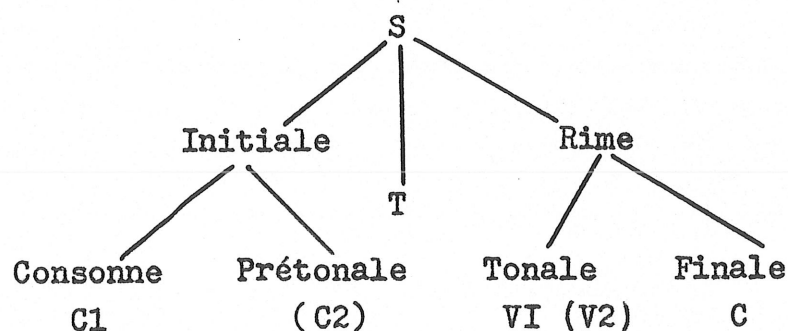 S
Initiale Rime
T
Consonne Prétonale Tonale Finale
C1 (C2) VI (V2) C